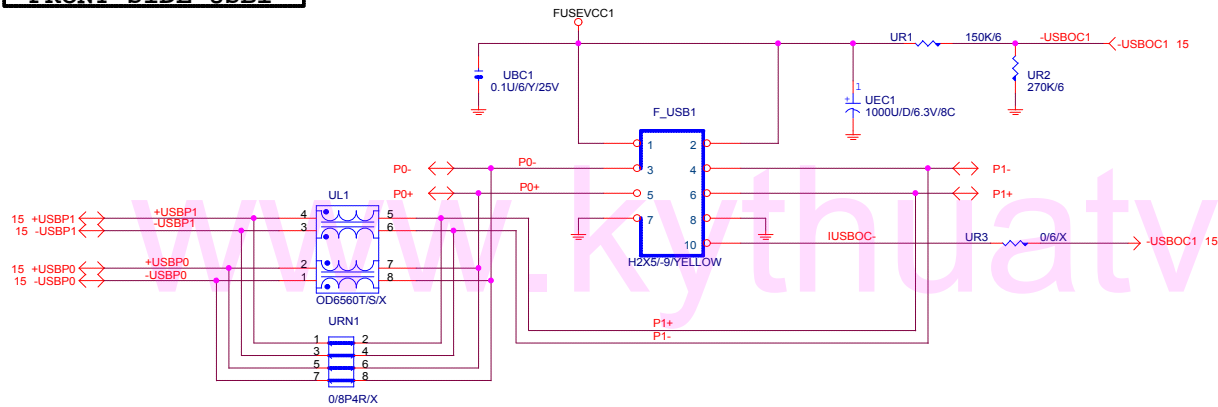 FRONT SIDE USB1
FUSEVCC1
UR1 150K/6 -USBOC1 -USBOC1 15
UBC1
0.1U/6/Y/25V
UR2
270K/6
1
+
UEC1
1000U/D/6.3V/8C
F_USB1
1 2
3 4
5 6
7 8
10
H2X5/-9/YELLOW
P0- P0-
P0+ P0+
P1-
P1+
IUSBOC- UR3 0/6/X -USBOC1 15
UL1
15 +USBP1 +USBP1 4 5
15 -USBP1 -USBP1 3 6
15 +USBP0 +USBP0 2 7
15 -USBP0 -USBP0 1 8
OD6560T/S/X
URN1
1 2
3 4
5 6
7 8
0/8P4R/X
P1+
P1-
www.kythuatv